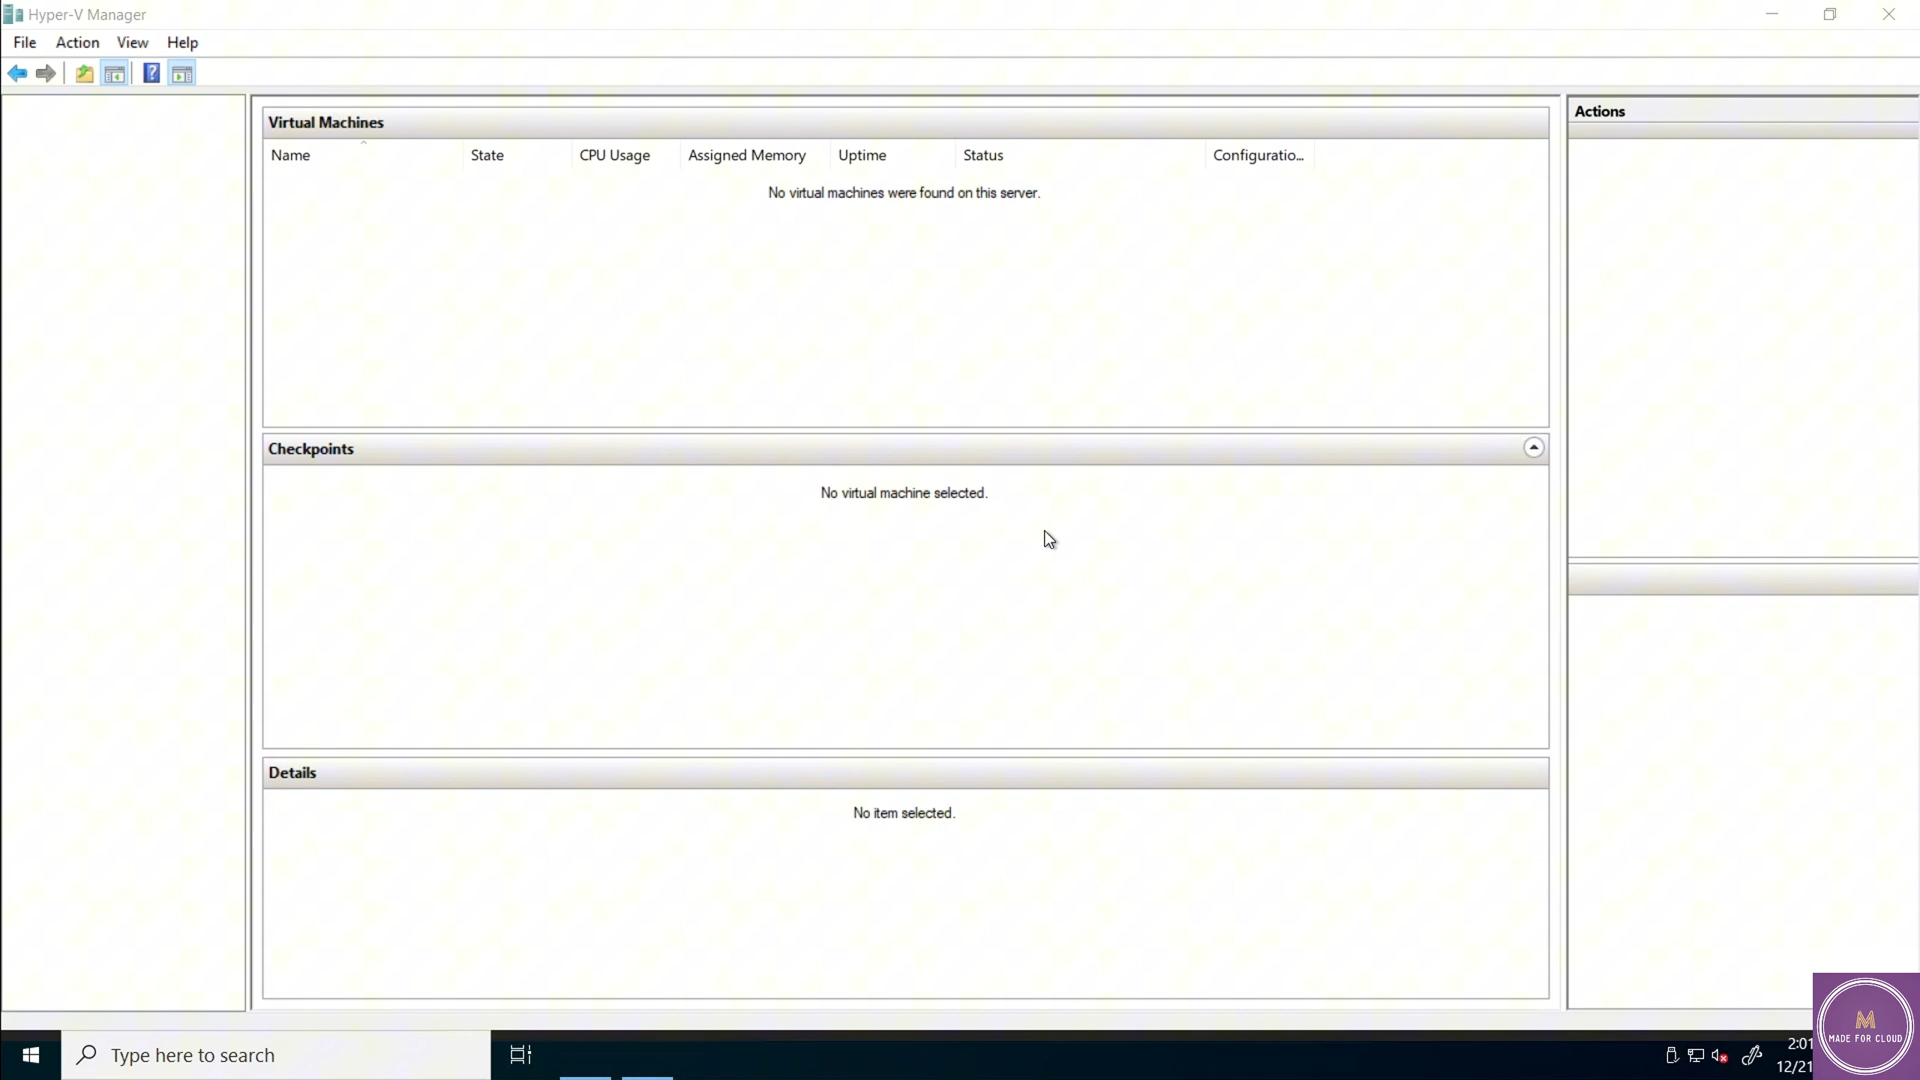 Hyper-V Manager
File Action View Help
Virtual Machines
Name State CPU Usage Assigned Memory Uptime Status Configuratio...
No virtual machines were found on this server.
Checkpoints
No virtual machine selected.
Details
No item selected.
Actions
Type here to search
2:01
12/21
M
MADE FOR CLOUD